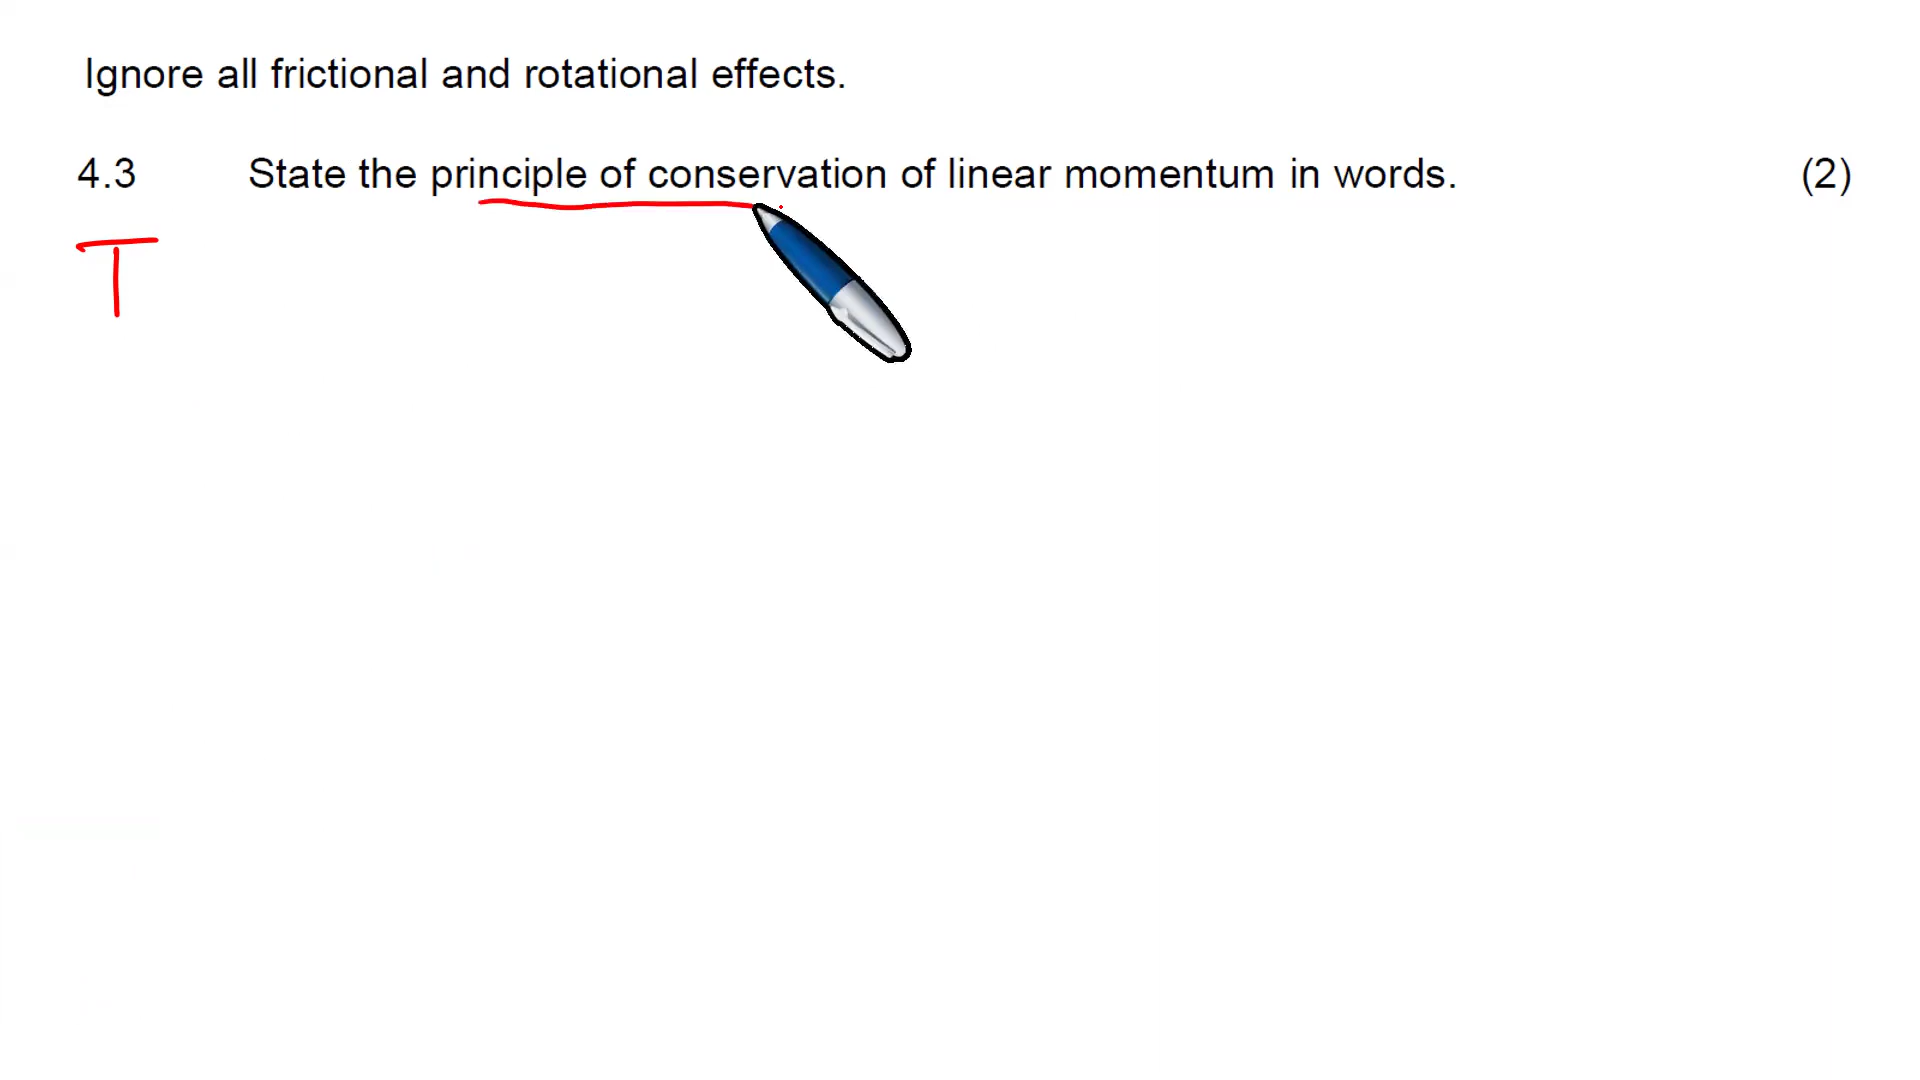 Ignore all frictional and rotational effects.
4.3 State the principle of conservation of linear momentum in words. (2)
T